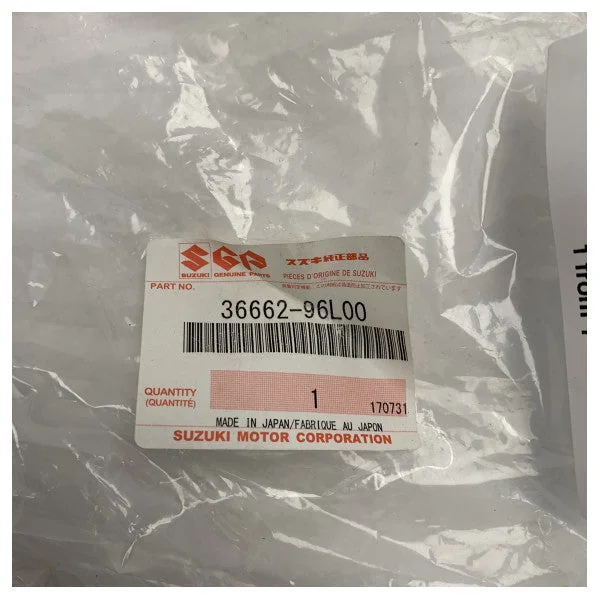 SGP スズキ純正部品
SUZUKI GENUINE PARTS PIECES D'ORIGINE DE SUZUKI
PART NO.
36662-96L00
QUANTITY
(QUANTITÉ)
1
170731
MADE IN JAPAN/FABRIQUE AU JAPON
SUZUKI MOTOR CORPORATION